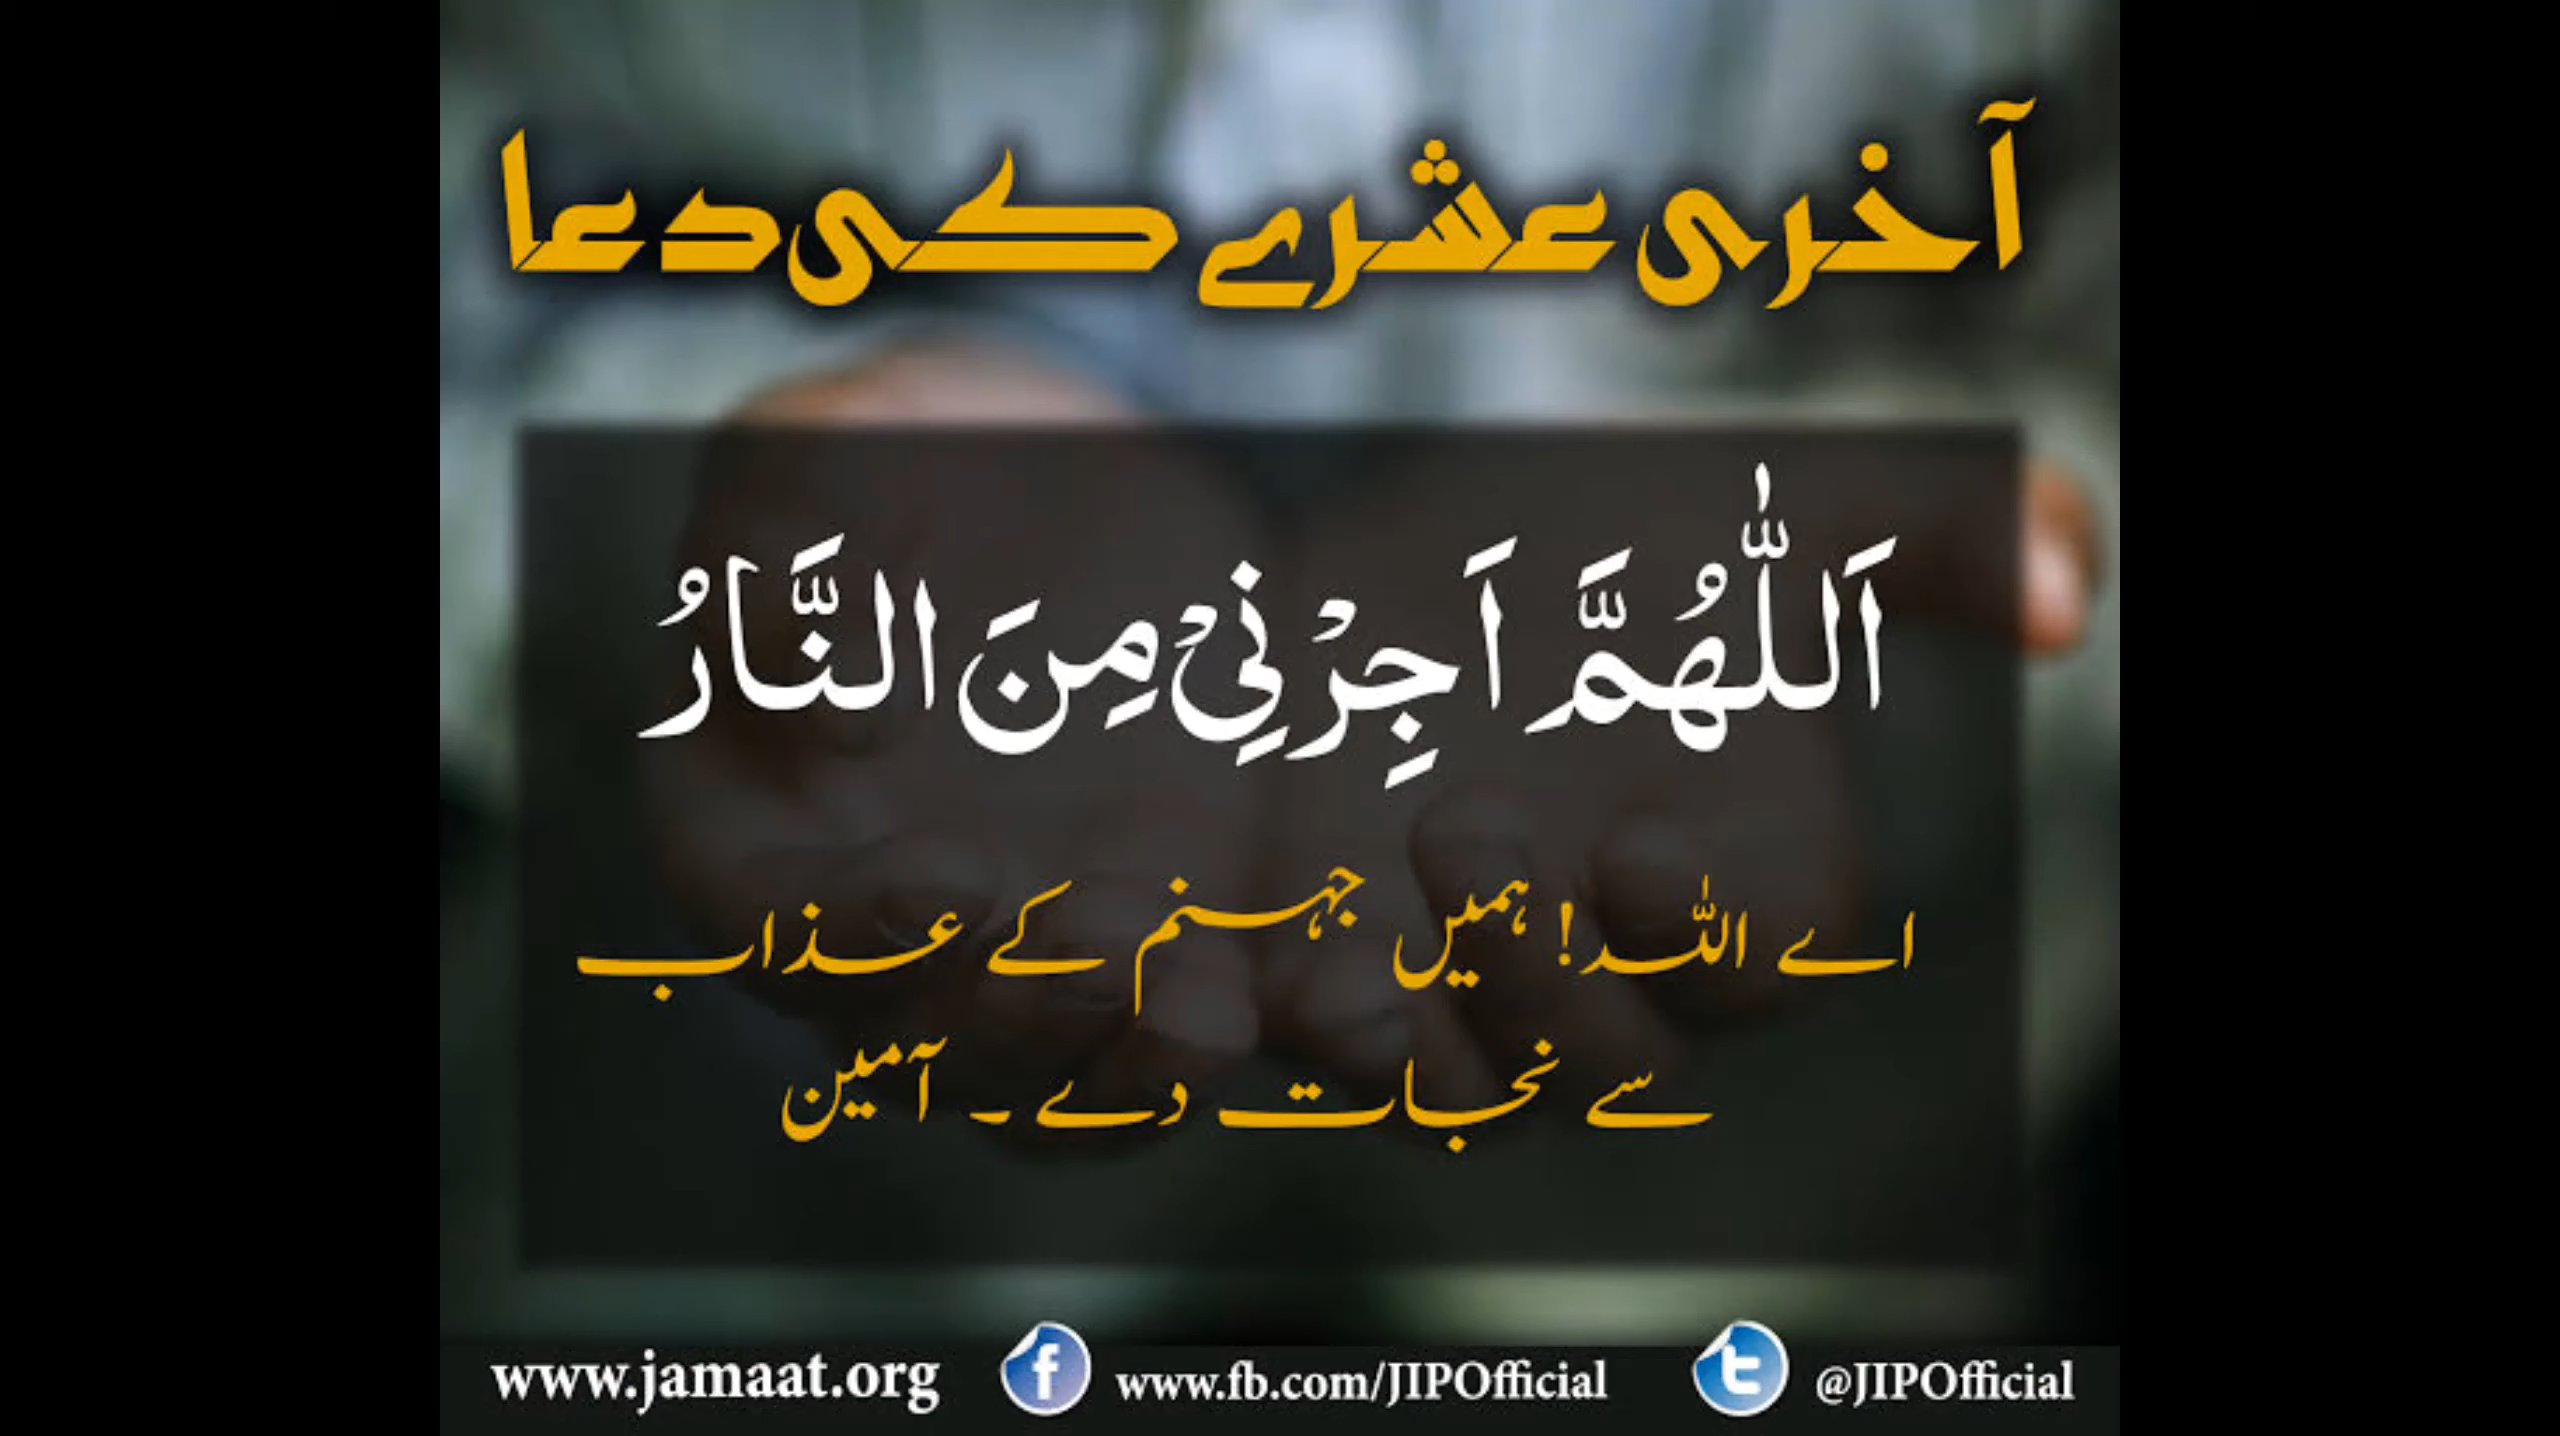 آخری عشرے کی دعا
اَللّٰهُمَّ اَجِرْنِیْ مِنَ النَّارُ
اے اللہ! ہمیں جہنم کے عذاب
سے نجات دے ۔ آمین
www.jamaat.org www.fb.com/JIPOfficial @JIPOfficial